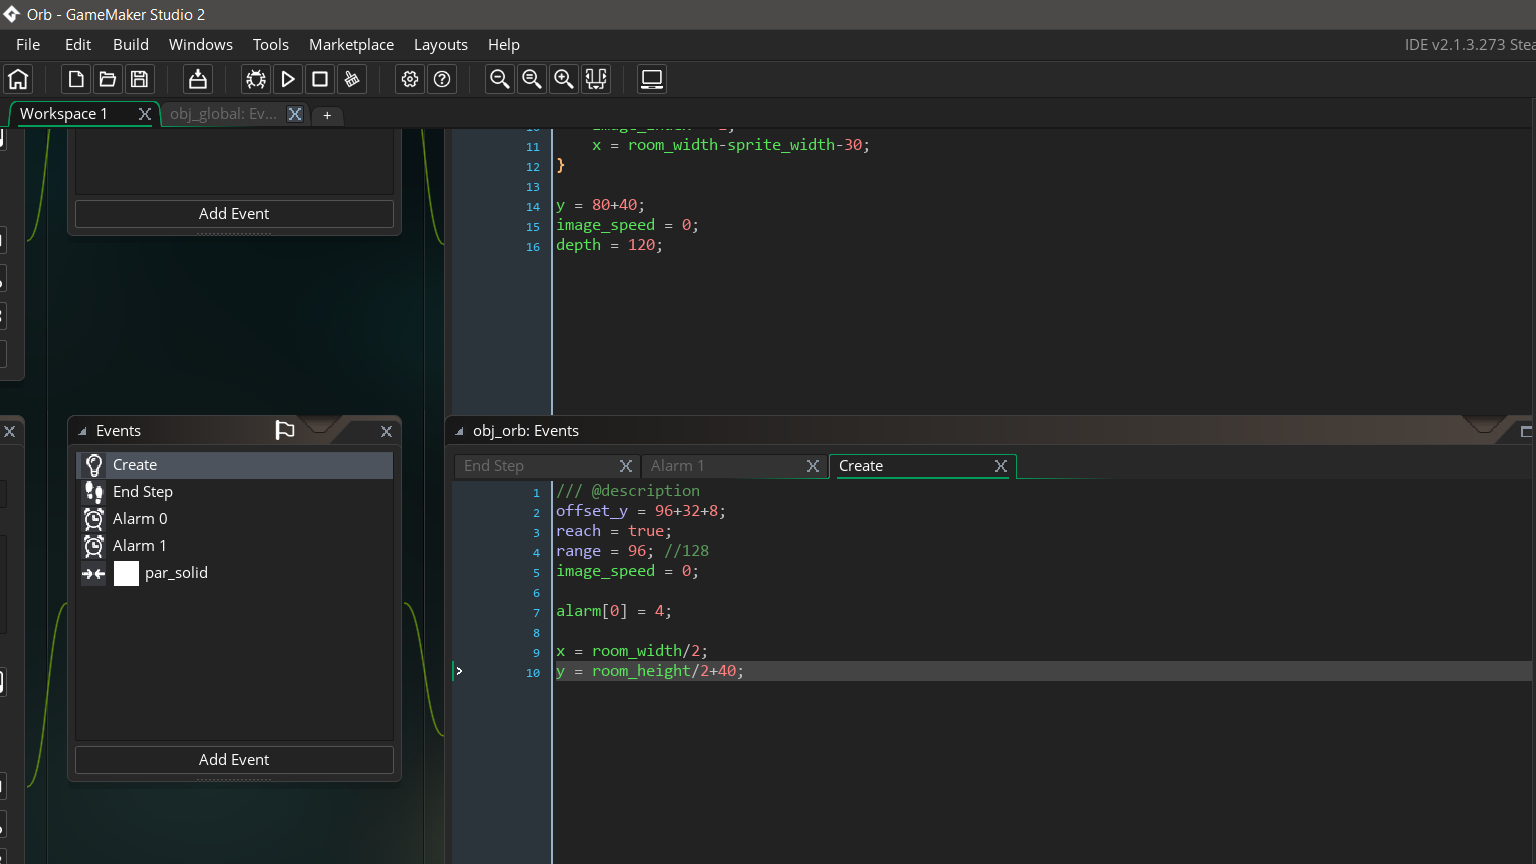 Orb - GameMaker Studio 2
File Edit Build Windows Tools Marketplace Layouts Help
IDE v2.1.3.273
Workspace 1
obj_global: Ev...
+
11 x = room_width-sprite_width-30;
12 }
13
14 y = 80+40;
15 image_speed = 0;
16 depth = 120;
Add Event
Events
Create
End Step
Alarm 0
Alarm 1
par_solid
Add Event
obj_orb: Events
End Step
Alarm 1
Create
1 /// @description
2 offset_y = 96+32+8;
3 reach = true;
4 range = 96; //128
5 image_speed = 0;
6
7 alarm[0] = 4;
8
9 x = room_width/2;
10 y = room_height/2+40;